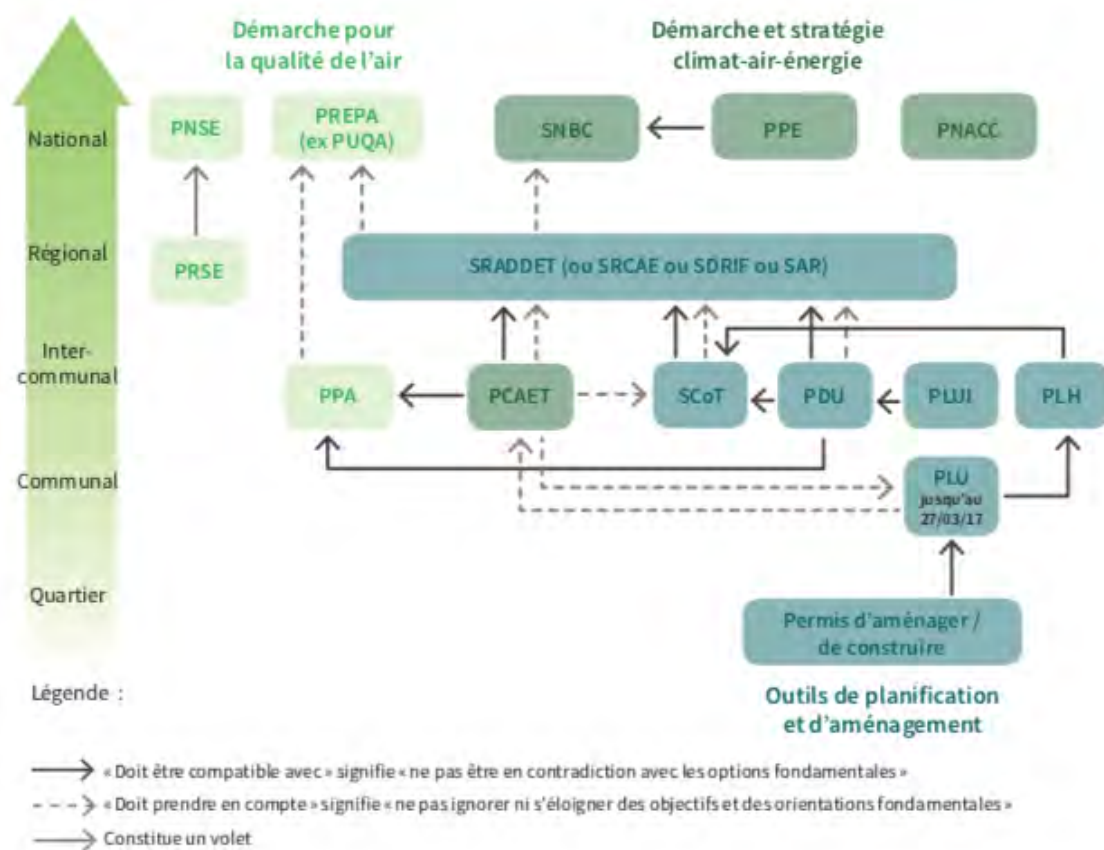 Démarche pour
la qualité de l'air
Démarche et stratégie
climat-air-énergie
National
PNSE
PREPA
(ex PUQA)
SNBC
PPE
PNACC
Régional
PRSE
SRADDET (ou SRCAE ou SDRIF ou SAR)
Inter-
communal
PPA
PCAET
SCoT
PDU
PLUI
PLH
Communal
PLU
jusqu'au
27/03/17
Quartier
Permis d'aménager /
de construire
Légende :
Outils de planification
et d'aménagement
« Doit être compatible avec » signifie « ne pas être en contradiction avec les options fondamentales »
« Doit prendre en compte » signifie « ne pas ignorer ni s'éloigner des objectifs et des orientations fondamentales »
Constitue un volet